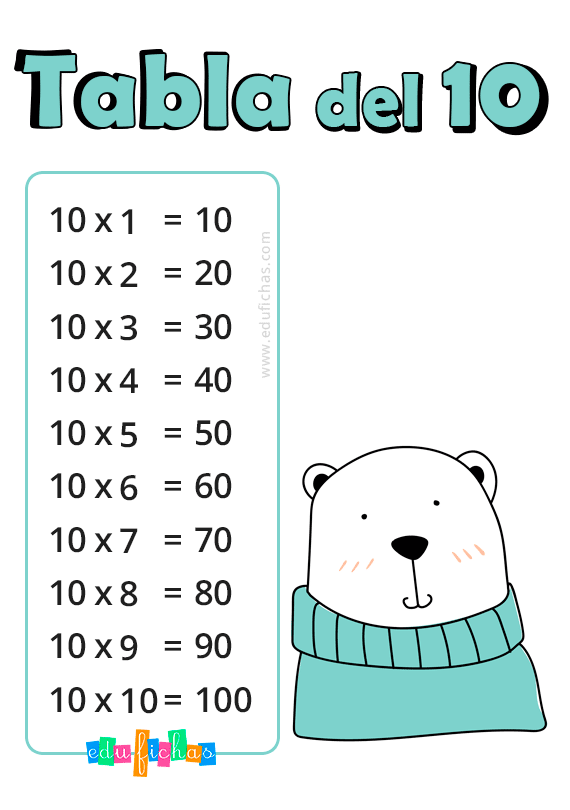 Tabla del 10
10 x 1 = 10
10 x 2 = 20
10 x 3 = 30
10 x 4 = 40
10 x 5 = 50
10 x 6 = 60
10 x 7 = 70
10 x 8 = 80
10 x 9 = 90
10 x 10 = 100
www.edufichas.com
edufichas